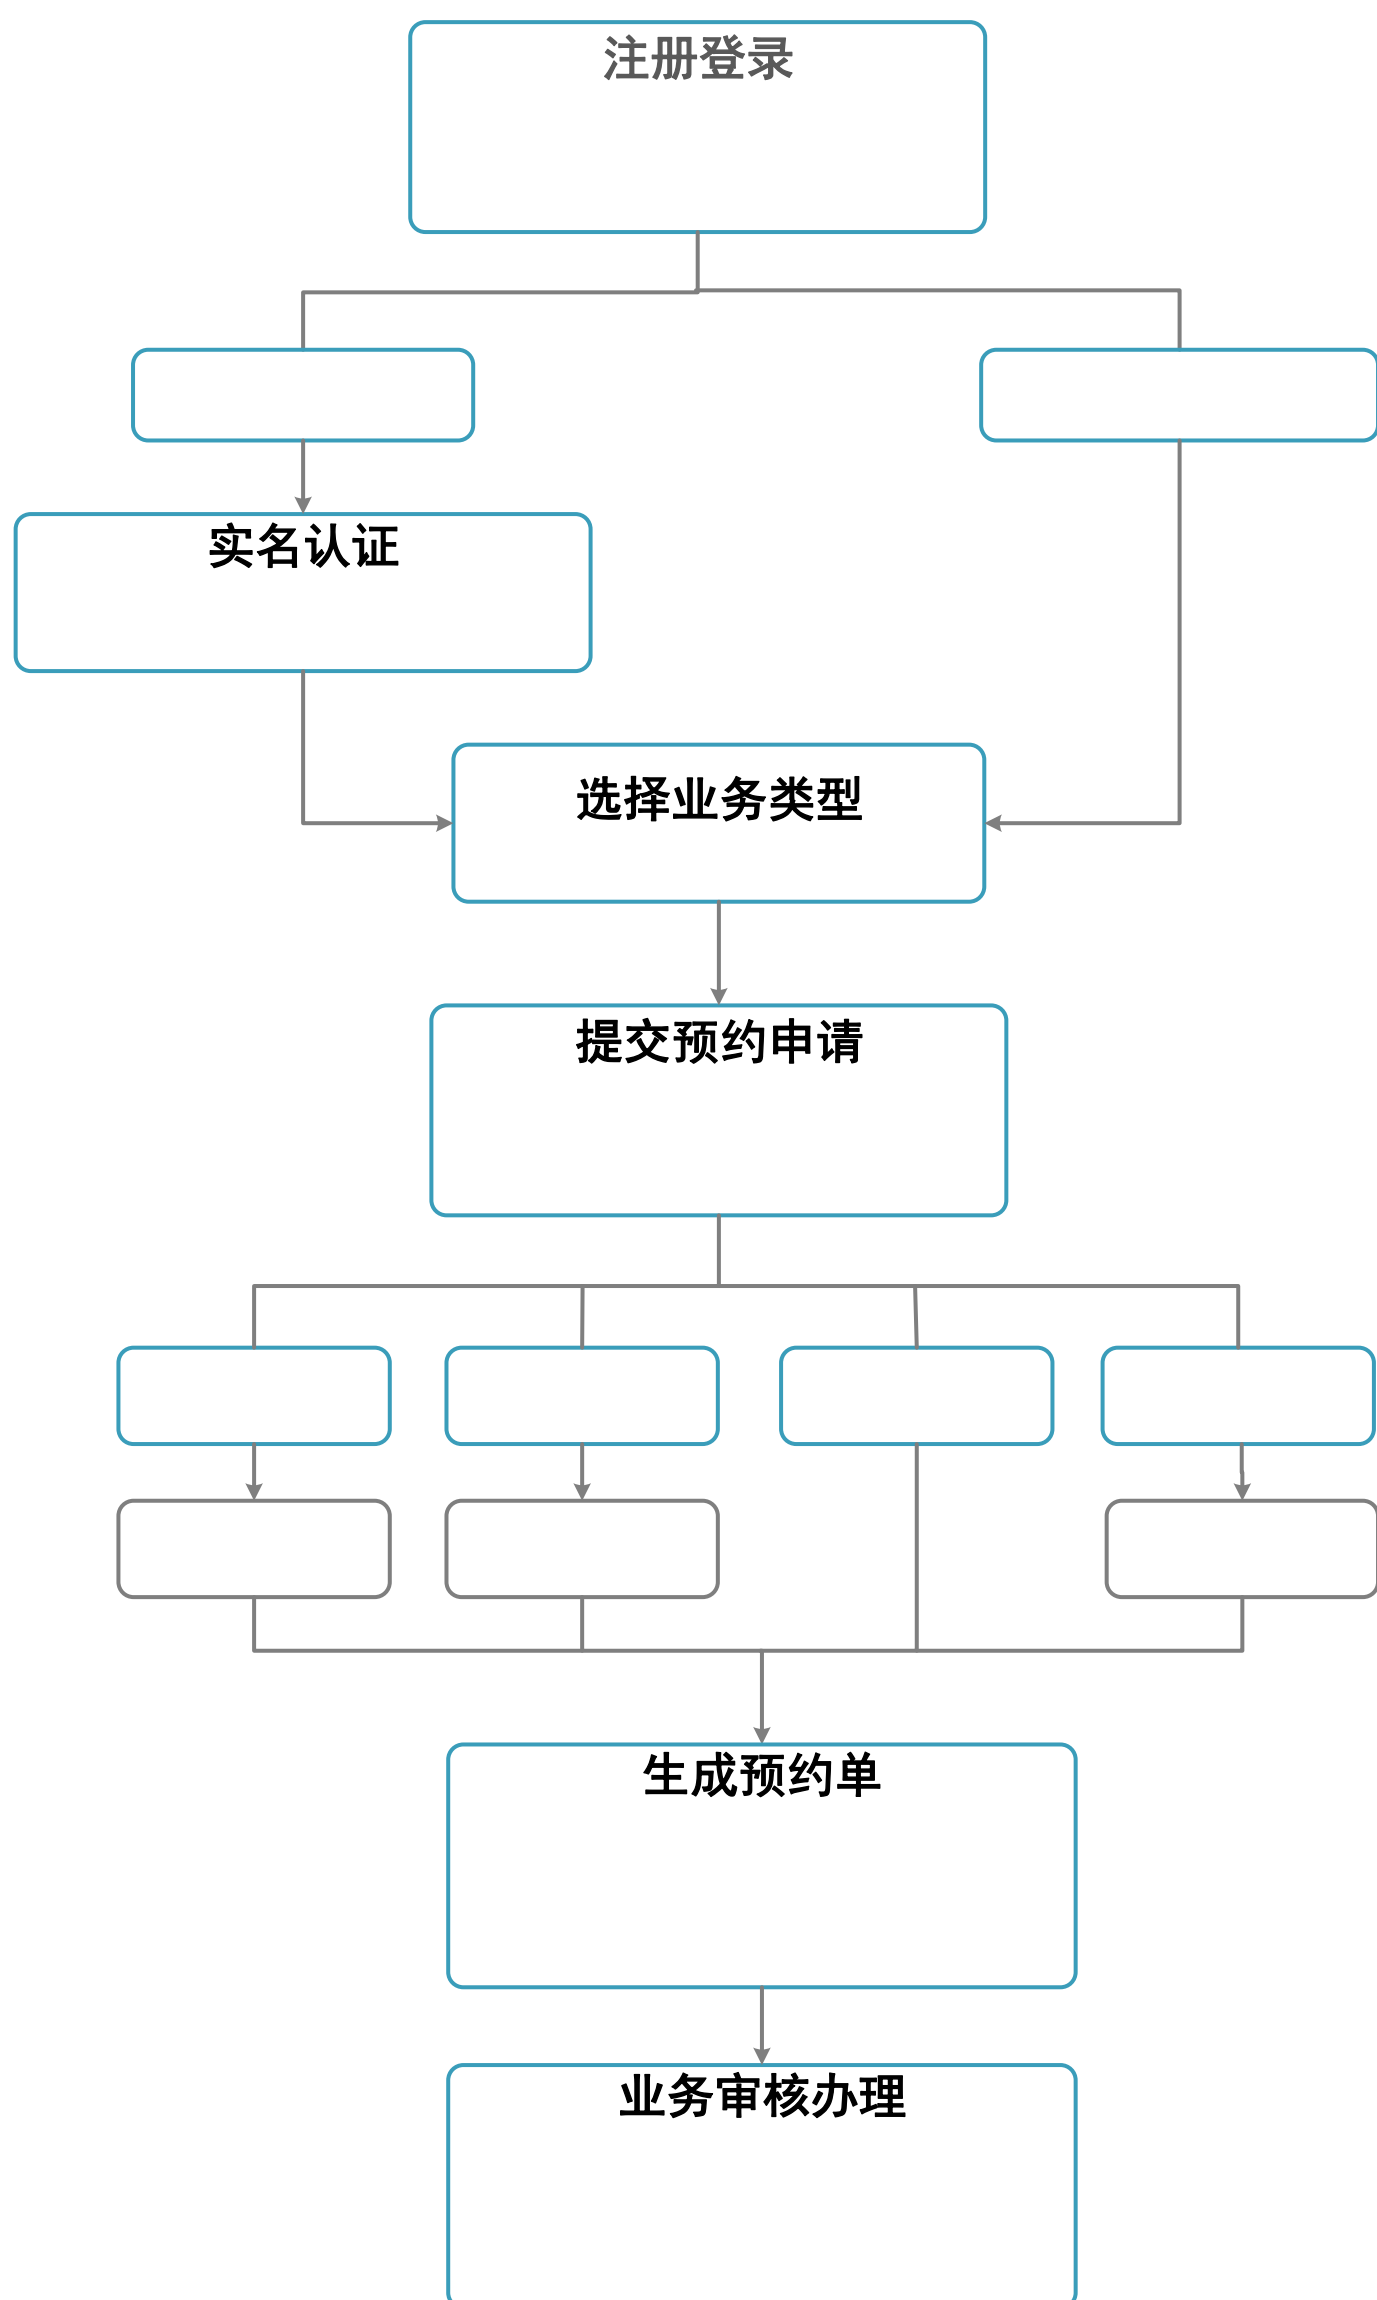 注册登录
实名认证
选择业务类型
提交预约申请
生成预约单
业务审核办理